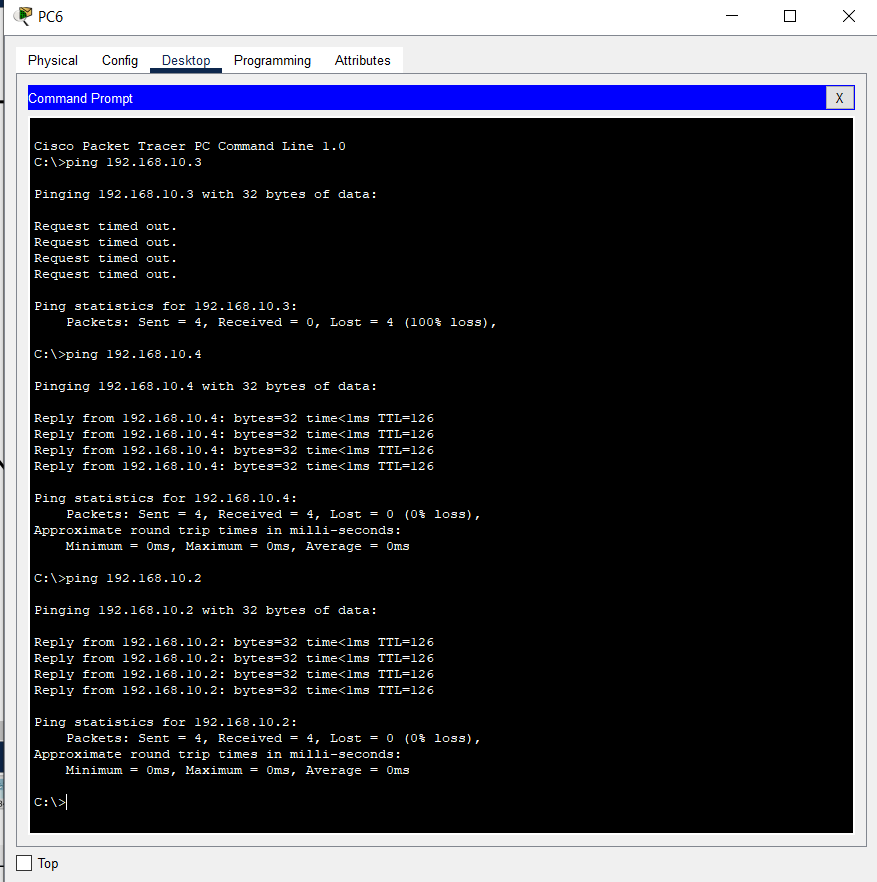 PC6
Physical Config Desktop Programming Attributes
Command Prompt
X
Cisco Packet Tracer PC Command Line 1.0
C:\>ping 192.168.10.3
Pinging 192.168.10.3 with 32 bytes of data:
Request timed out.
Request timed out.
Request timed out.
Request timed out.
Ping statistics for 192.168.10.3:
Packets: Sent = 4, Received = 0, Lost = 4 (100% loss),
C:\>ping 192.168.10.4
Pinging 192.168.10.4 with 32 bytes of data:
Reply from 192.168.10.4: bytes=32 time<1ms TTL=126
Reply from 192.168.10.4: bytes=32 time<1ms TTL=126
Reply from 192.168.10.4: bytes=32 time<1ms TTL=126
Reply from 192.168.10.4: bytes=32 time<1ms TTL=126
Ping statistics for 192.168.10.4:
Packets: Sent = 4, Received = 4, Lost = 0 (0% loss),
Approximate round trip times in milli-seconds:
Minimum = 0ms, Maximum = 0ms, Average = 0ms
C:\>ping 192.168.10.2
Pinging 192.168.10.2 with 32 bytes of data:
Reply from 192.168.10.2: bytes=32 time<1ms TTL=126
Reply from 192.168.10.2: bytes=32 time<1ms TTL=126
Reply from 192.168.10.2: bytes=32 time<1ms TTL=126
Reply from 192.168.10.2: bytes=32 time<1ms TTL=126
Ping statistics for 192.168.10.2:
Packets: Sent = 4, Received = 4, Lost = 0 (0% loss),
Approximate round trip times in milli-seconds:
Minimum = 0ms, Maximum = 0ms, Average = 0ms
C:\>
Top